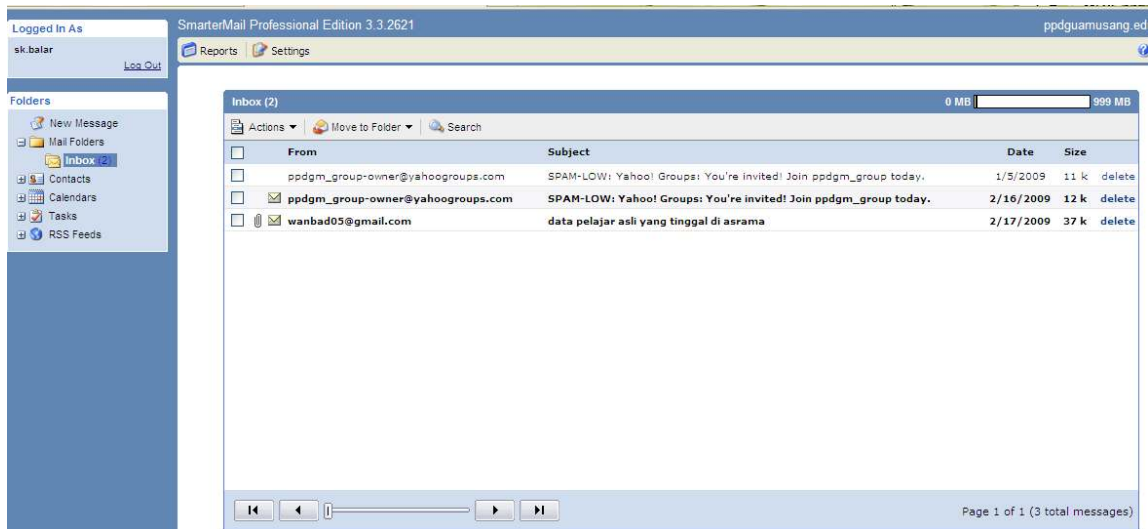 SmarterMail Professional Edition 3.3.2621
ppdguamusang.ed
Logged In As
sk.balar
Log Out
Reports
Settings
Folders
New Message
Mail Folders
Inbox (2)
Contacts
Calendars
Tasks
RSS Feeds
Inbox (2)
0 MB 999 MB
Actions Move to Folder Search
From Subject Date Size
ppdgm_group-owner@yahoogroups.com SPAM-LOW: Yahoo! Groups: You're invited! Join ppdgm_group today. 1/5/2009 11 k delete
ppdgm_group-owner@yahoogroups.com SPAM-LOW: Yahoo! Groups: You're invited! Join ppdgm_group today. 2/16/2009 12 k delete
wanbad05@gmail.com data pelajar asli yang tinggal di asrama 2/17/2009 37 k delete
Page 1 of 1 (3 total messages)